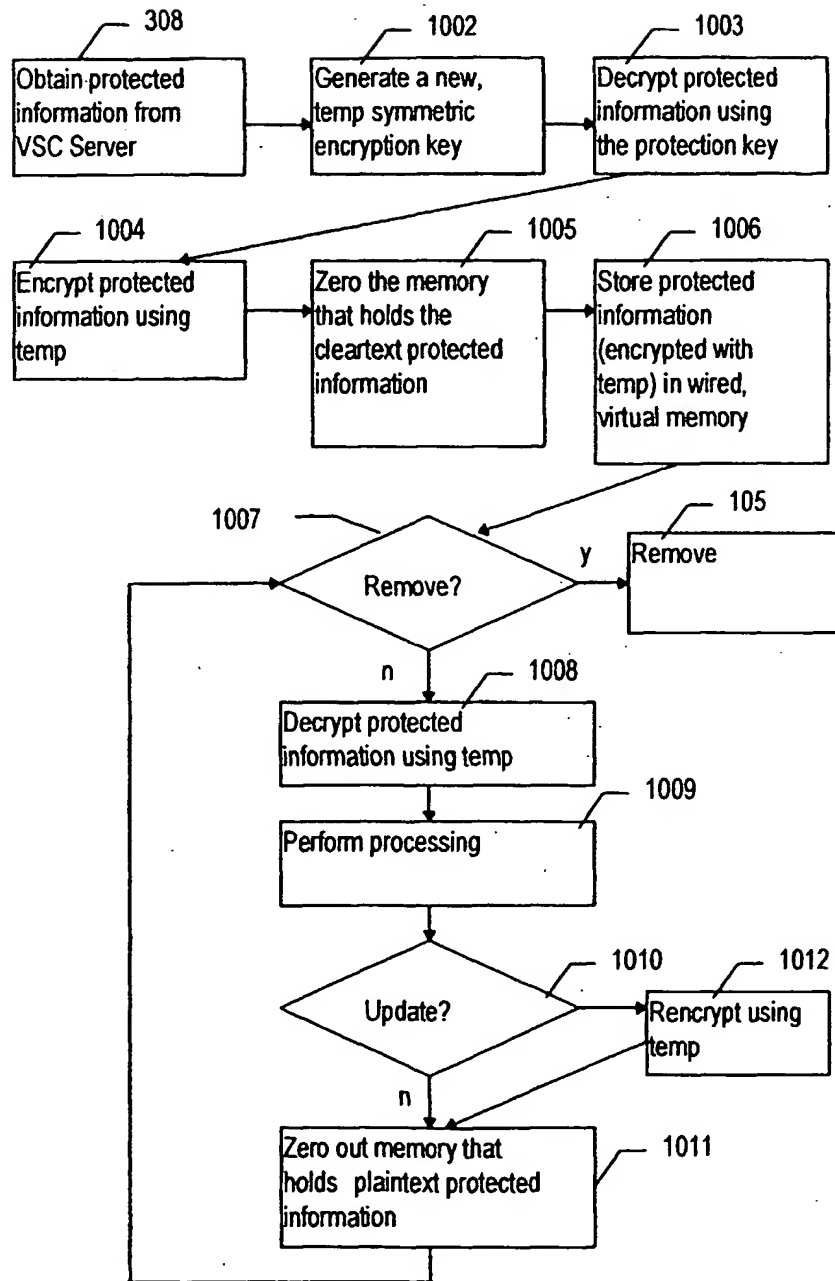 308
Obtain protected
information from
VSC Server
1002
Generate a new,
temp symmetric
encryption key
1003
Decrypt protected
information using
the protection key
1004
Encrypt protected
information using
temp
1005
Zero the memory
that holds the
cleartext protected
information
1006
Store protected
information
(encrypted with
temp) in wired,
virtual memory
1007
Remove?
y
105
Remove
n
1008
Decrypt protected
information using temp
1009
Perform processing
1010
Update?
1012
Rencrypt using
temp
n
1011
Zero out memory that
holds plaintext protected
information